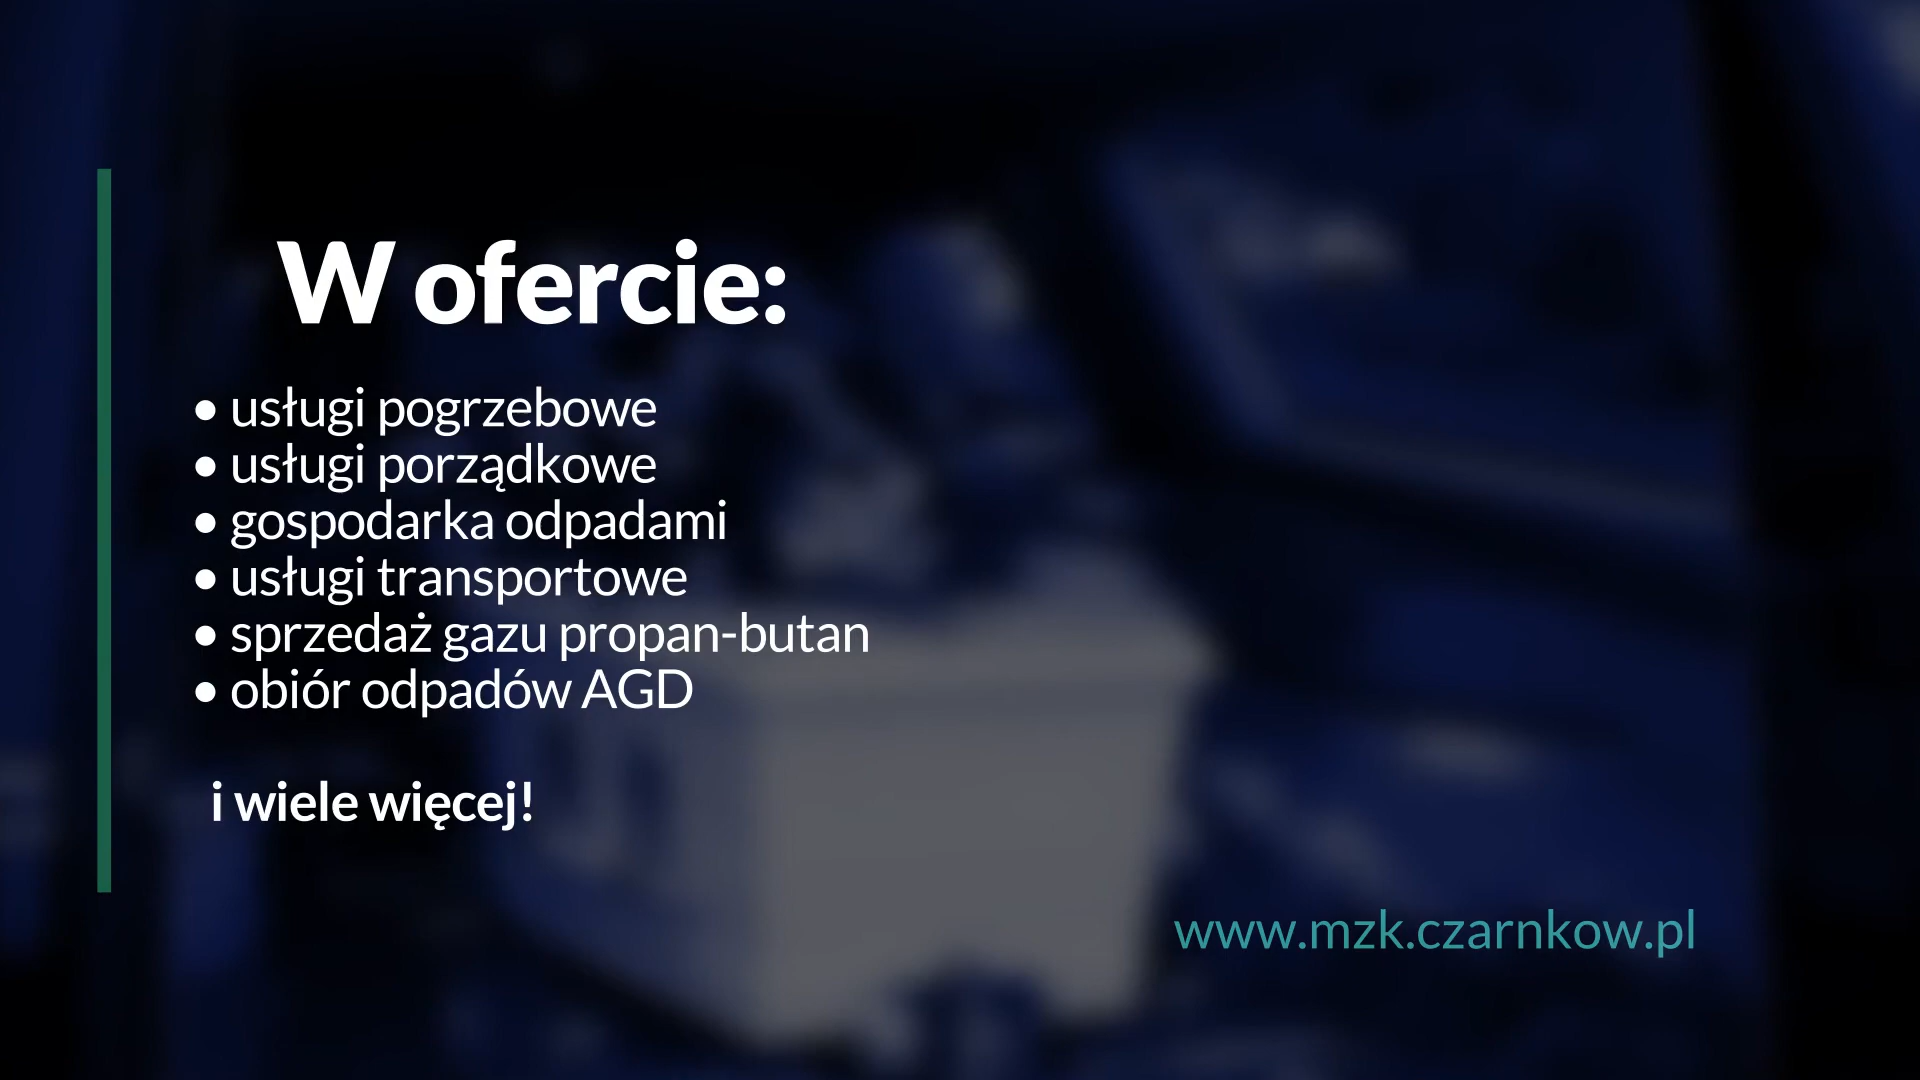 W ofercie:
• usługi pogrzebowe
• usługi porządkowe
• gospodarka odpadami
• usługi transportowe
• sprzedaż gazu propan-butan
• obiór odpadów AGD
i wiele więcej!
www.mzk.czarnkow.pl